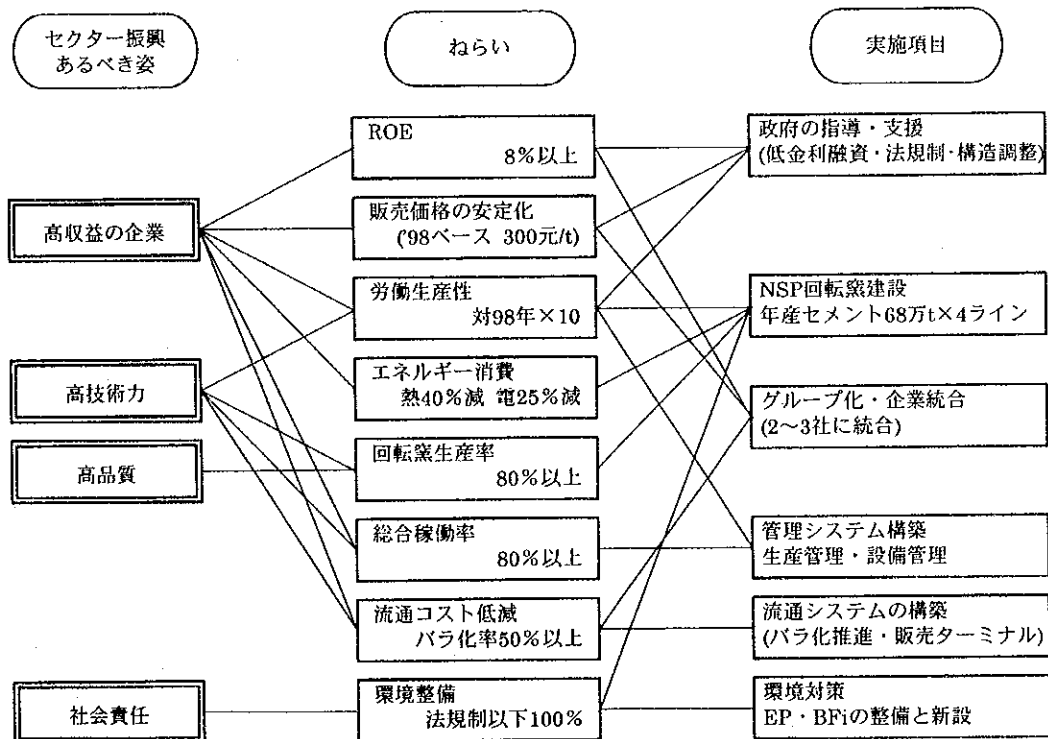 セクター振興
あるべき姿
ねらい
実施項目
高収益の企業
高技術力
高品質
社会責任
ROE
8%以上
販売価格の安定化
('98ベース 300元/t)
労働生産性
対98年×10
エネルギー消費
熱40%減 電25%減
回転窯生産率
80%以上
総合稼働率
80%以上
流通コスト低減
バラ化率50%以上
環境整備
法規制以下100%
政府の指導・支援
(低金利融資・法規制・構造調整)
NSP回転窯建設
年産セメント68万t×4ライン
グループ化・企業統合
(2〜3社に統合)
管理システム構築
生産管理・設備管理
流通システムの構築
(バラ化推進・販売ターミナル)
環境対策
EP・BFiの整備と新設